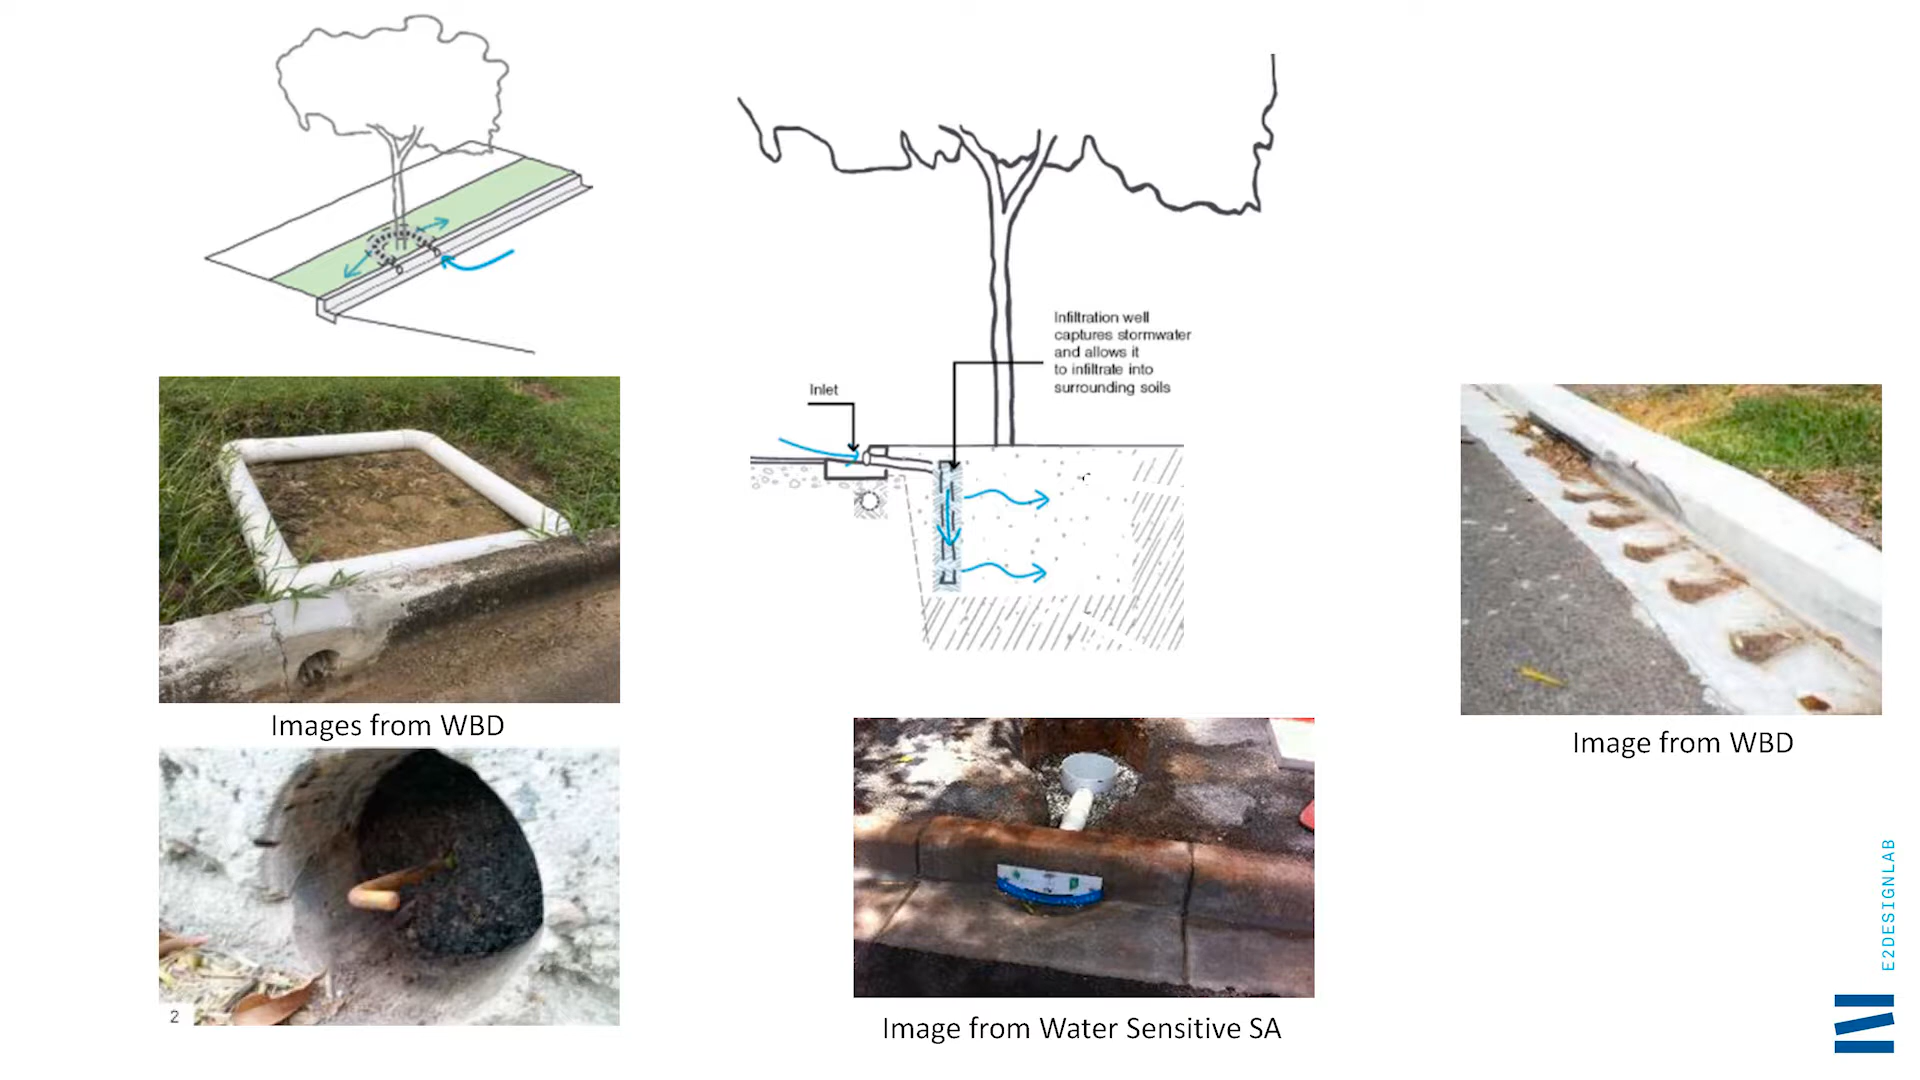 Infiltration well
captures stormwater
and allows it
to infiltrate into
surrounding soils
Inlet
Images from WBD
Image from WBD
2
Image from Water Sensitive SA
E2DESIGNLAB